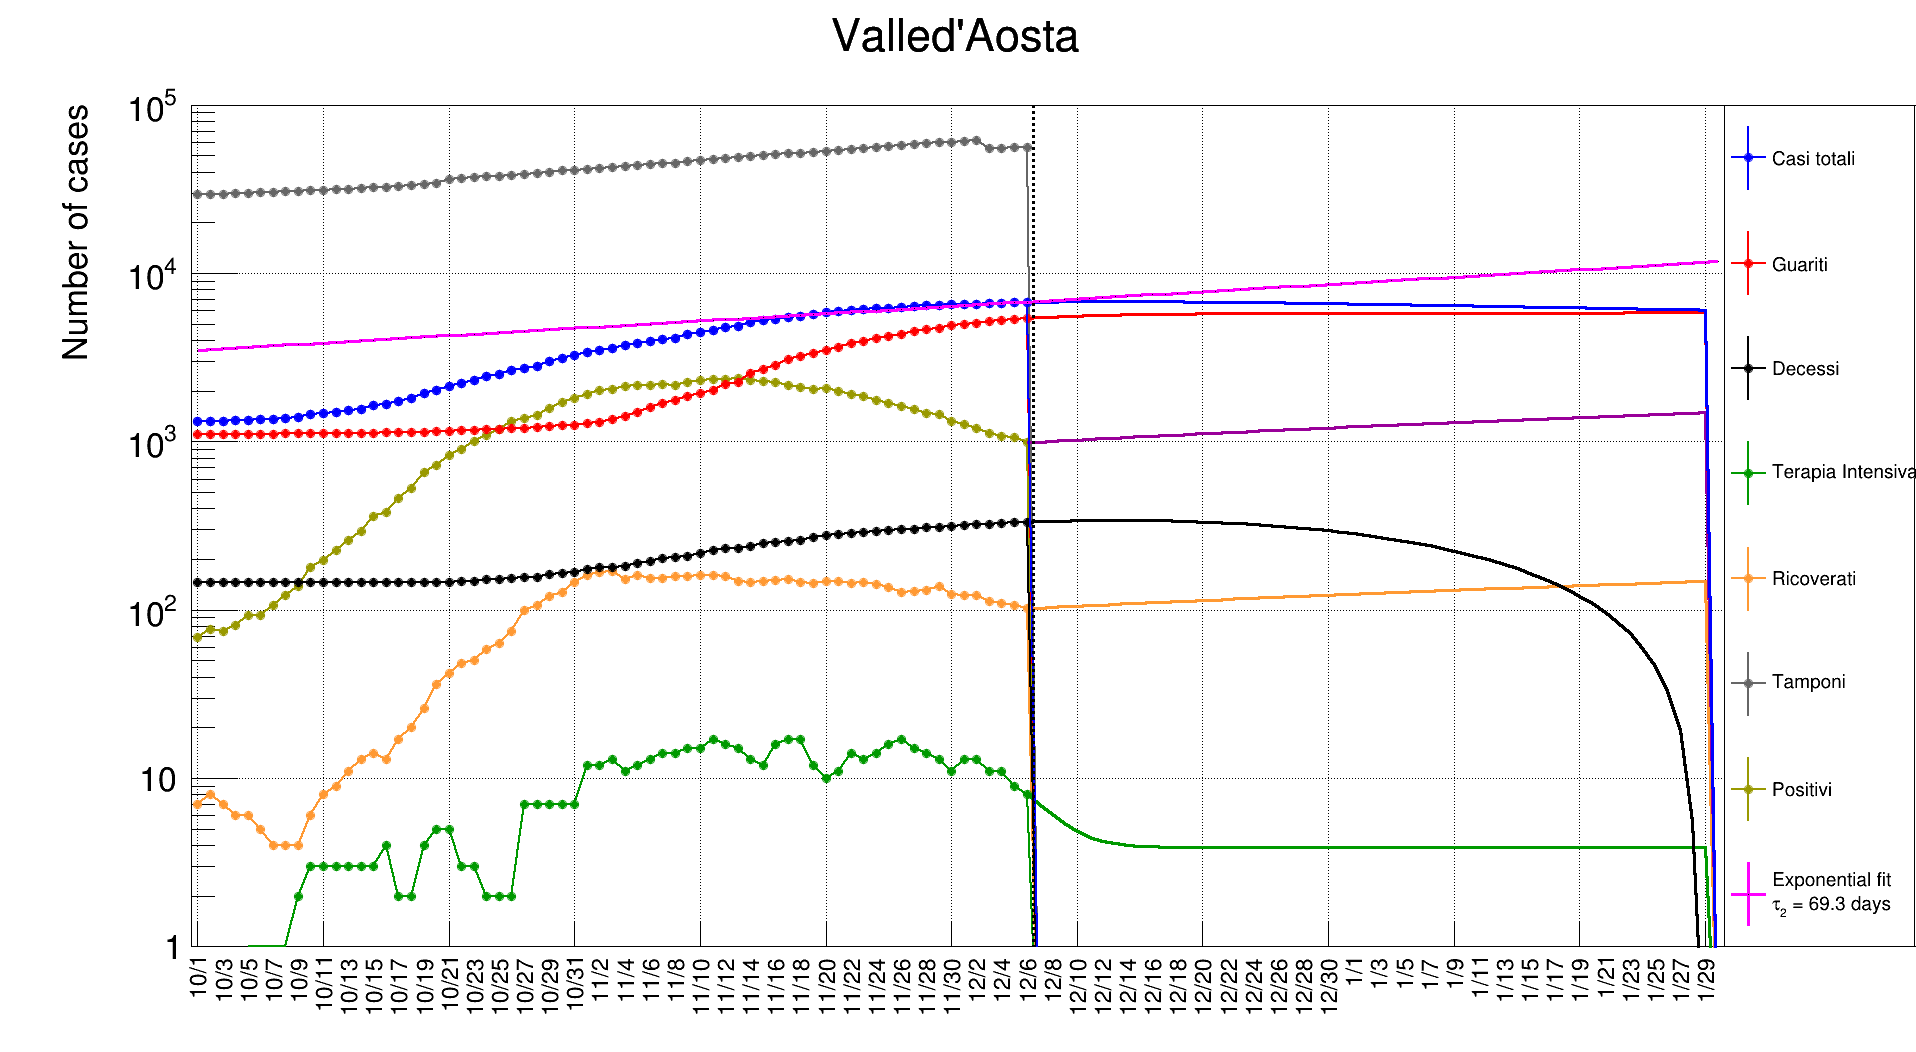 Valled'Aosta
Number of cases
10^5
10^4
10^3
10^2
10
1
10/1 10/3 10/5 10/7 10/9 10/11 10/13 10/15 10/17 10/19 10/21 10/23 10/25 10/27 10/29 10/31 11/2 11/4 11/6 11/8 11/10 11/12 11/14 11/16 11/18 11/20 11/22 11/24 11/26 11/28 11/30 12/2 12/4 12/6 12/8 12/10 12/12 12/14 12/16 12/18 12/20 12/22 12/24 12/26 12/28 12/30 1/1 1/3 1/5 1/7 1/9 1/11 1/13 1/15 1/17 1/19 1/21 1/23 1/25 1/27 1/29
Casi totali
Guariti
Decessi
Terapia Intensiva
Ricoverati
Tamponi
Positivi
Exponential fit
τ₂ = 69.3 days